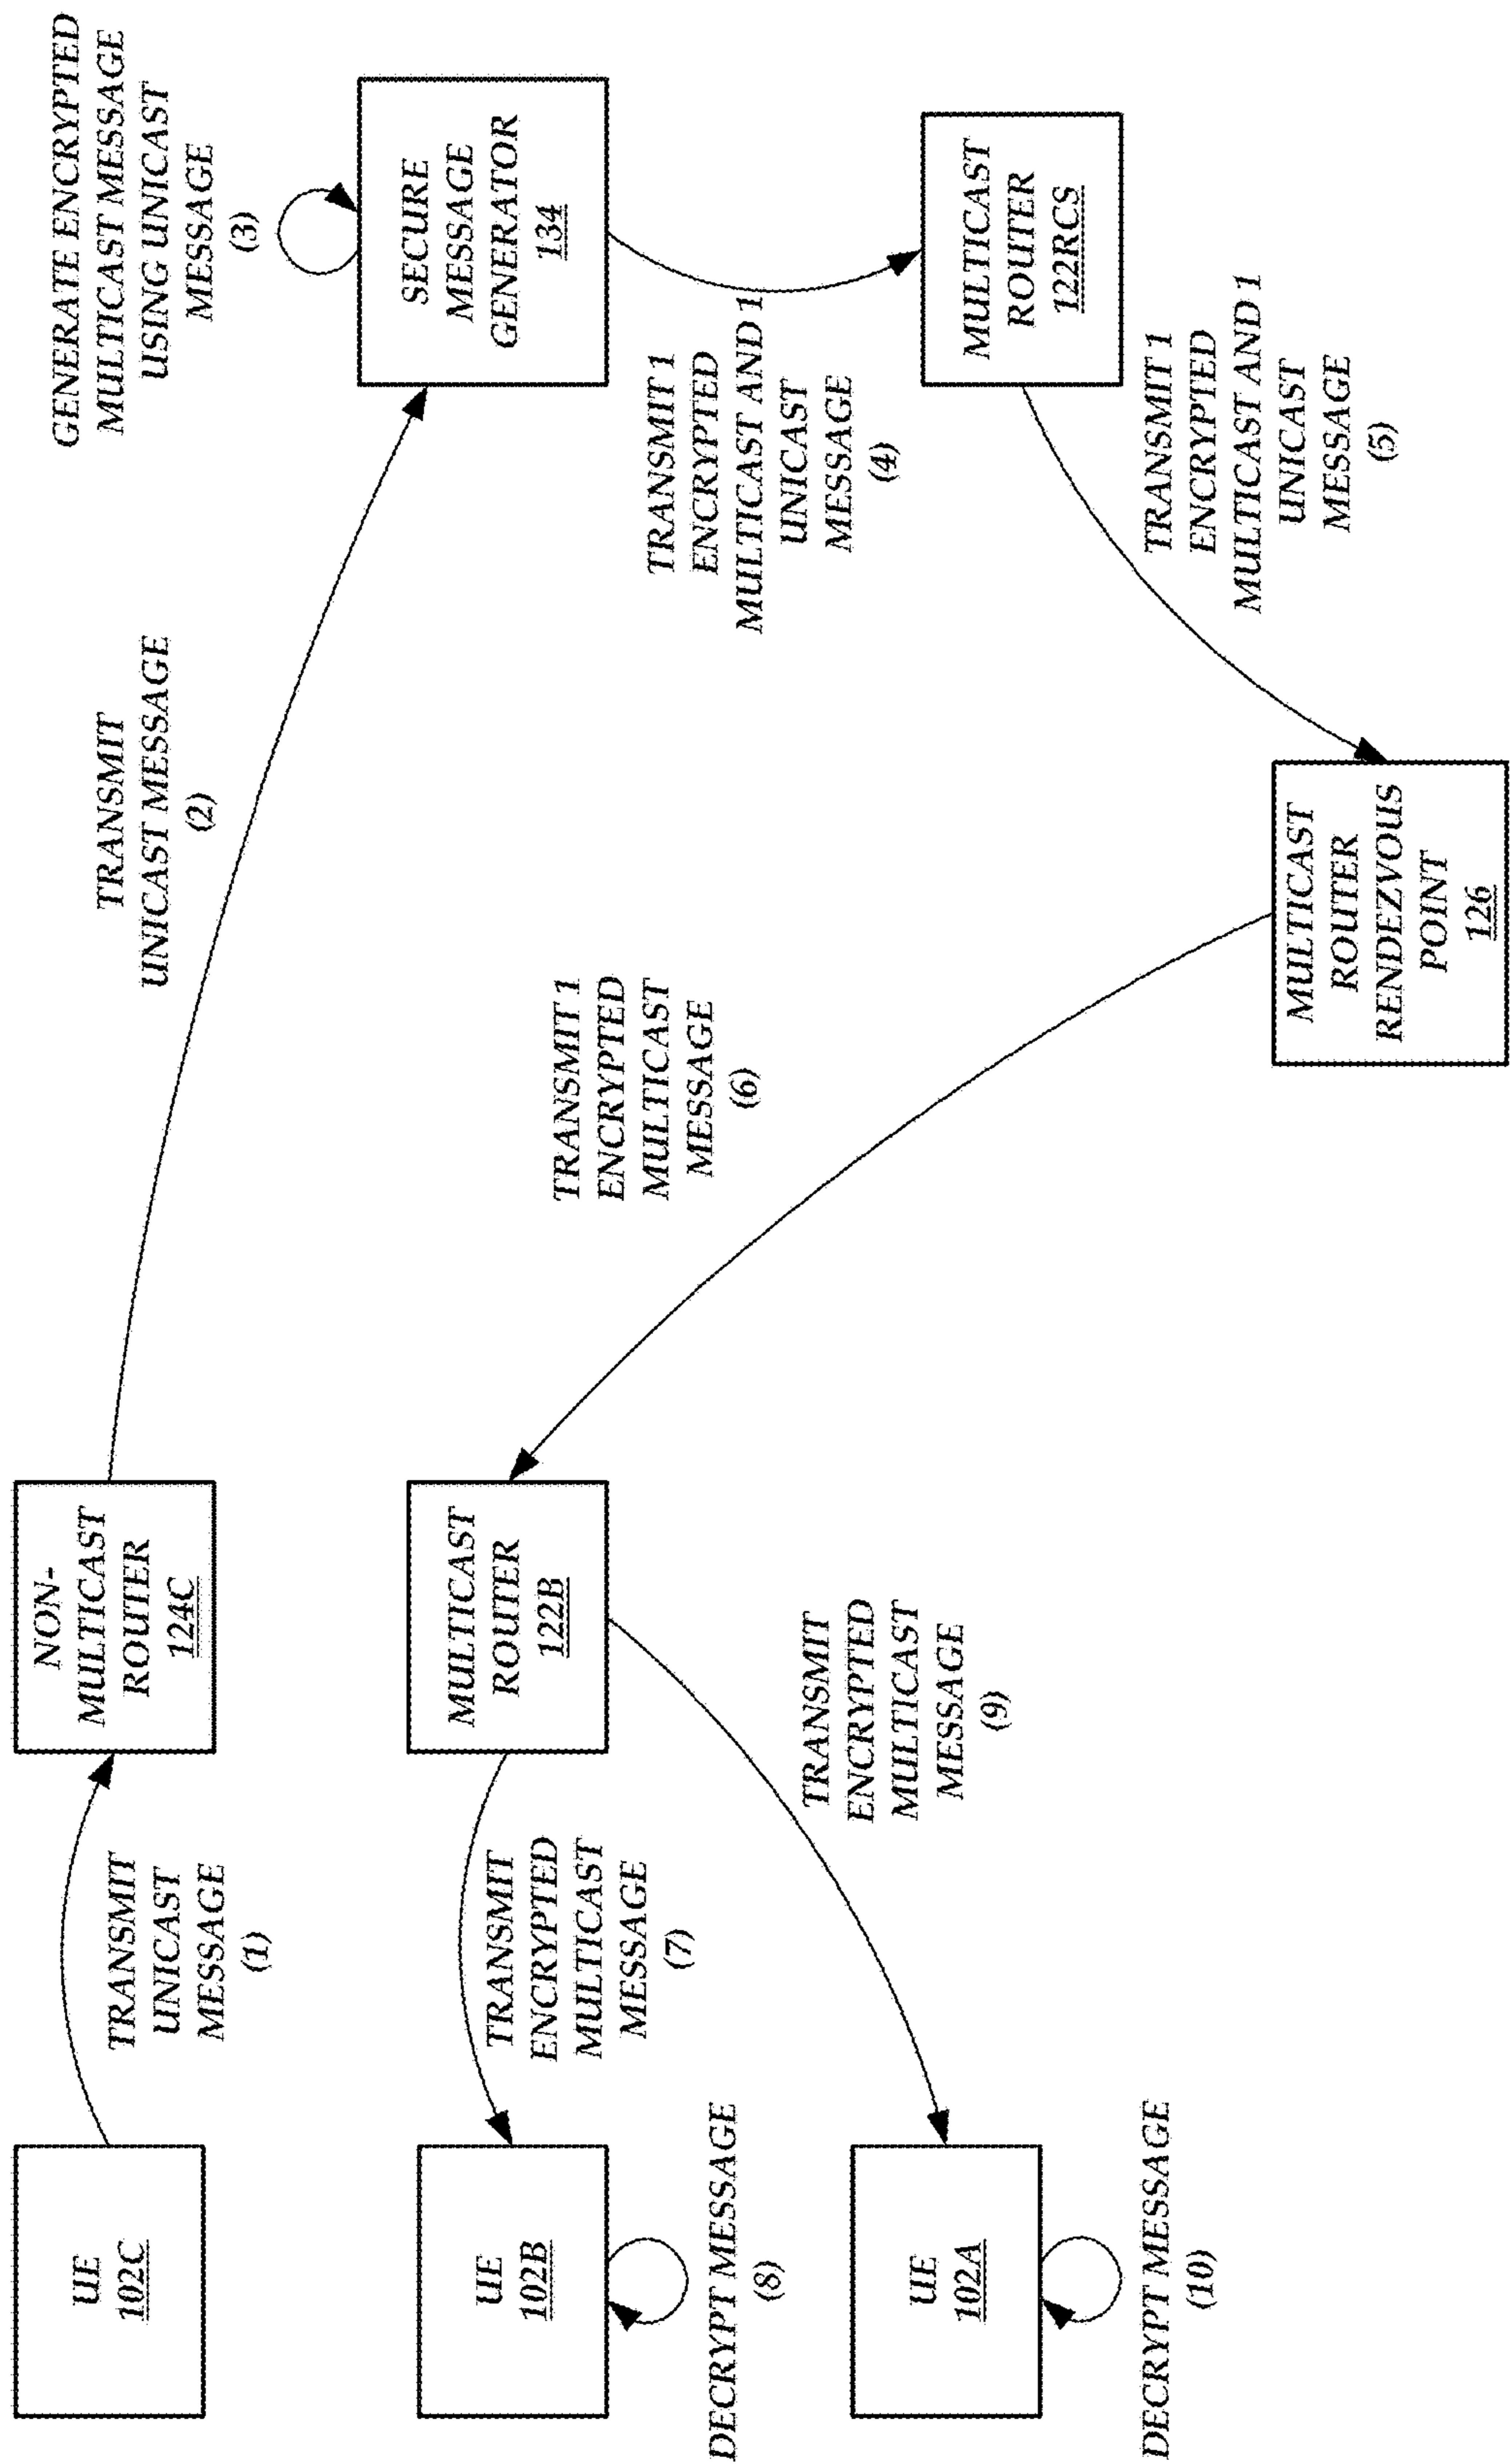 UE
102C
TRANSMIT
UNICAST
MESSAGE
(1)
NON-
MULTICAST
ROUTER
124C
TRANSMIT
UNICAST MESSAGE
(2)
GENERATE ENCRYPTED
MULTICAST MESSAGE
USING UNICAST
MESSAGE
(3)
SECURE
MESSAGE
GENERATOR
134
TRANSMIT 1
ENCRYPTED
MULTICAST AND 1
UNICAST
MESSAGE
(4)
MULTICAST
ROUTER
122RCS
TRANSMIT 1
ENCRYPTED
MULTICAST AND 1
UNICAST
MESSAGE
(5)
MULTICAST
ROUTER
RENDEZVOUS
POINT
126
TRANSMIT 1
ENCRYPTED
MULTICAST
MESSAGE
(6)
MULTICAST
ROUTER
122B
TRANSMIT
ENCRYPTED
MULTICAST
MESSAGE
(7)
UE
102B
DECRYPT MESSAGE
(8)
TRANSMIT
ENCRYPTED
MULTICAST
MESSAGE
(9)
UE
102A
DECRYPT MESSAGE
(10)